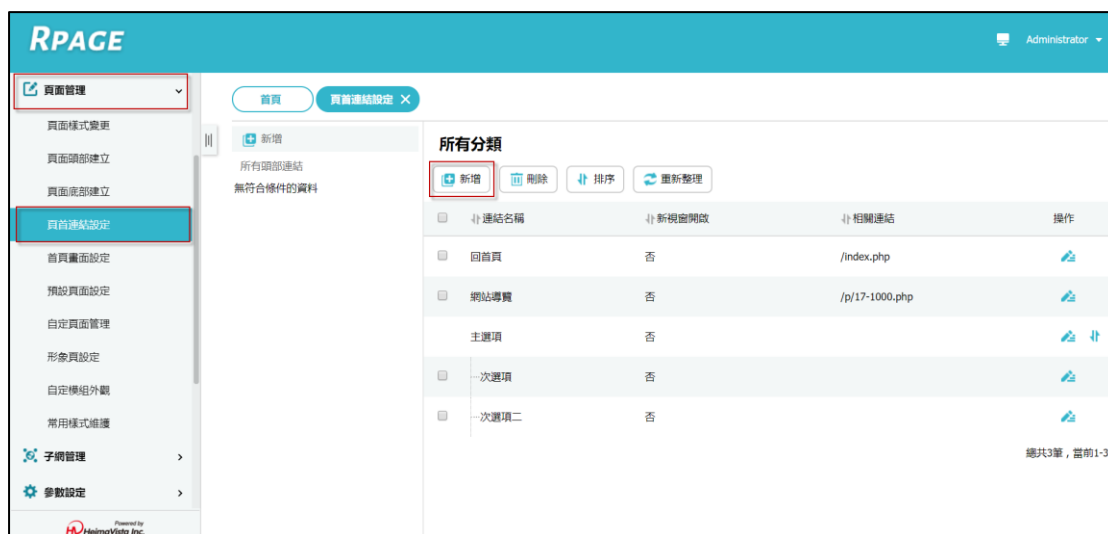 RPAGE
Administrator
頁面管理
頁面樣式變更
頁面頭部建立
頁面底部建立
頁首連結設定
首頁畫面設定
預設頁面設定
自定頁面管理
形象頁設定
自定模組外觀
常用樣式維護
子網管理
參數設定
Powered by
HeimaVista Inc.
首頁
頁首連結設定
新增
所有頭部連結
無符合條件的資料
所有分類
新增 刪除 排序 重新整理
連結名稱 新視窗開啟 相關連結 操作
回首頁 否 /index.php
網站導覽 否 /p/17-1000.php
主選項 否
次選項 否
次選項二 否
總共3筆，當前1-3